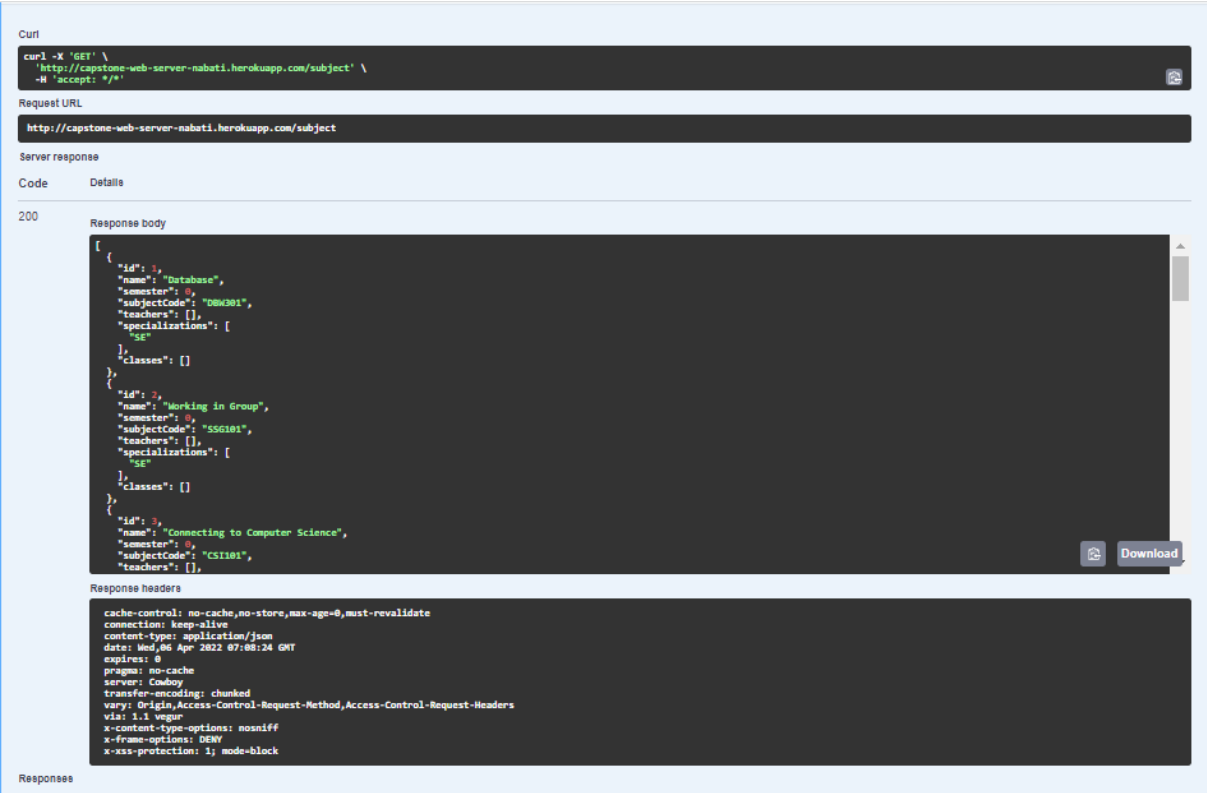 Curl
curl -X 'GET' \
  'http://capstone-web-server-nabati.herokuapp.com/subject' \
  -H 'accept: */*'
Request URL
http://capstone-web-server-nabati.herokuapp.com/subject
Server response
Code Details
200
Response body
[
  {
    "id": 1,
    "name": "Database",
    "semester": 0,
    "subjectCode": "DBW301",
    "teachers": [],
    "specializations": [
      "SE"
    ],
    "classes": []
  },
  {
    "id": 2,
    "name": "Working in Group",
    "semester": 0,
    "subjectCode": "SSG101",
    "teachers": [],
    "specializations": [
      "SE"
    ],
    "classes": []
  },
  {
    "id": 3,
    "name": "Connecting to Computer Science",
    "semester": 0,
    "subjectCode": "CSI101",
    "teachers": [],
Download
Response headers
cache-control: no-cache,no-store,max-age=0,must-revalidate
connection: keep-alive
content-type: application/json
date: Wed,06 Apr 2022 07:08:24 GMT
expires: 0
pragma: no-cache
server: Cowboy
transfer-encoding: chunked
vary: Origin,Access-Control-Request-Method,Access-Control-Request-Headers
via: 1.1 vegur
x-content-type-options: nosniff
x-frame-options: DENY
x-xss-protection: 1; mode=block
Responses